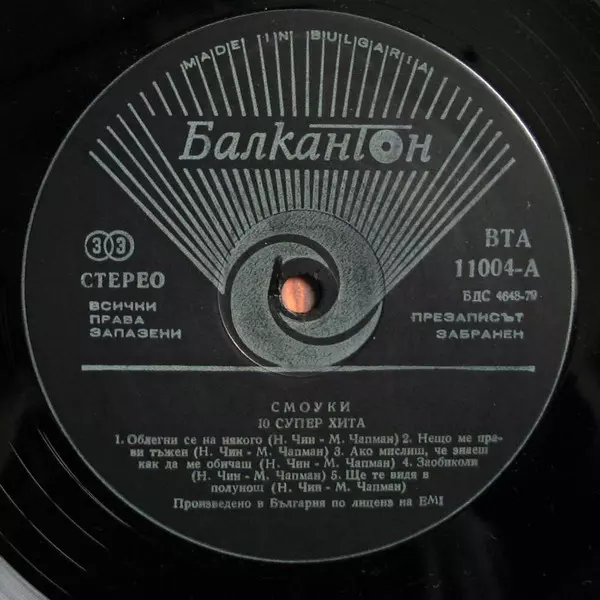 MADE IN BULGARIA
Балкантон
33
СТЕРЕО
ВСИЧКИ
ПРАВА
ЗАПАЗЕНИ
ВТА
11004-А
БДС 4648-79
ПРЕЗАПИСЪТ
ЗАБРАНЕН
СМОУКИ
10 СУПЕР ХИТА
1. Облегни се на някого (Н. Чин - М. Чапман) 2. Нещо ме пра-
ви тъжен (Н. Чин - М. Чапман) 3. Ако мислиш, че знаеш
как да ме обичаш (Н. Чин - М. Чапман) 4. Заобиколи
(Н. Чин - М. Чапман) 5. Ще те видя в
полунощ (Н. Чин - М. Чапман)
Произведено в България по лиценз на EMI